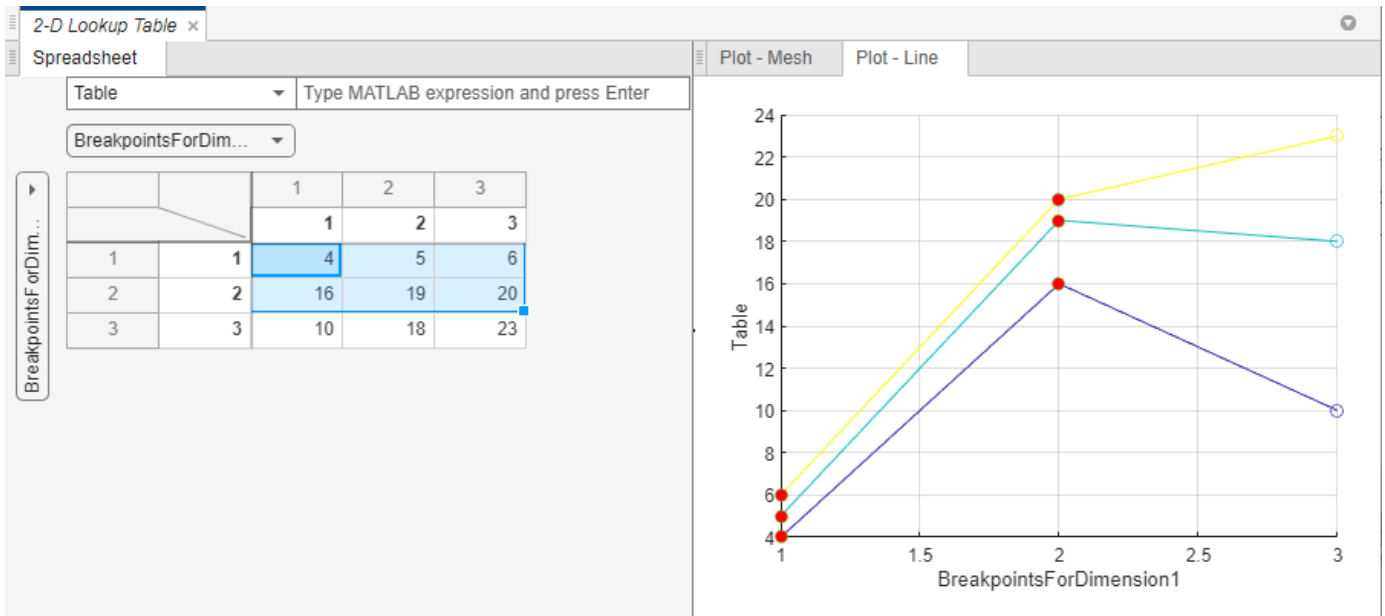 2-D Lookup Table ×
Spreadsheet
Table Type MATLAB expression and press Enter
BreakpointsForDim...
BreakpointsForDim...
1 2 3
1 2 3
1 1 4 5 6
2 2 16 19 20
3 3 10 18 23
Plot - Mesh Plot - Line
24
22
20
18
16
14
12
10
8
6
4
Table
1 1.5 2 2.5 3
BreakpointsForDimension1